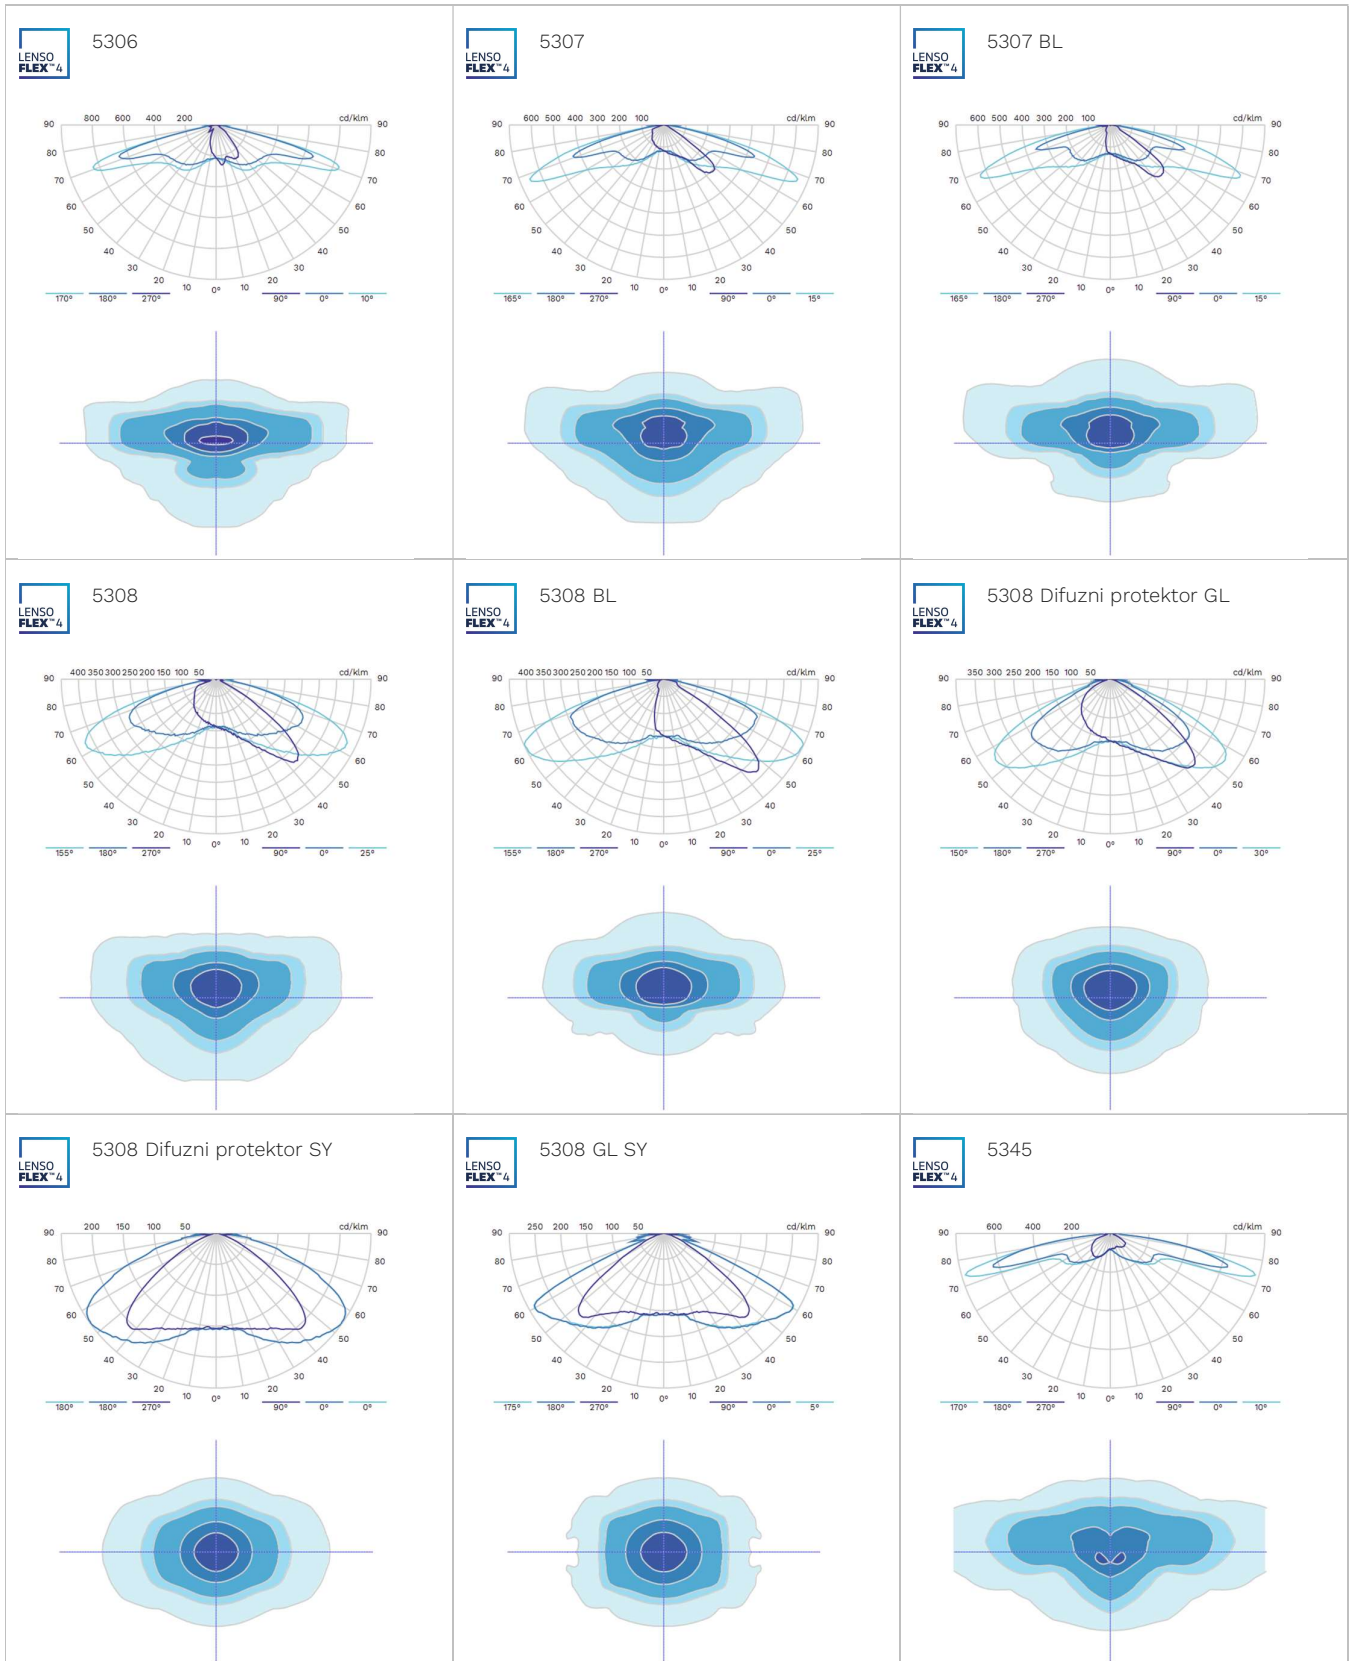 LENSO
FLEX™4
5306
90 800 600 400 200 cd/klm 90
80 80
70 70
60 60
50 50
40 40
30 30
20 10 0° 10 20
170° 180° 270° 90° 0° 10°
LENSO
FLEX™4
5307
90 600 500 400 300 200 100 cd/klm 90
80 80
70 70
60 60
50 50
40 40
30 30
20 10 0° 10 20
165° 180° 270° 90° 0° 15°
LENSO
FLEX™4
5307 BL
90 600 500 400 300 200 100 cd/klm 90
80 80
70 70
60 60
50 50
40 40
30 30
20 10 0° 10 20
165° 180° 270° 90° 0° 15°
LENSO
FLEX™4
5308
90 400 350 300 250 200 150 100 50 cd/klm 90
80 80
70 70
60 60
50 50
40 40
30 30
20 10 0° 10 20
155° 180° 270° 90° 0° 25°
LENSO
FLEX™4
5308 BL
90 400 350 300 250 200 150 100 50 cd/klm 90
80 80
70 70
60 60
50 50
40 40
30 30
20 10 0° 10 20
155° 180° 270° 90° 0° 25°
LENSO
FLEX™4
5308 Difuzni protektor GL
90 350 300 250 200 150 100 50 cd/klm 90
80 80
70 70
60 60
50 50
40 40
30 30
20 10 0° 10 20
150° 180° 270° 90° 0° 30°
LENSO
FLEX™4
5308 Difuzni protektor SY
90 200 150 100 50 cd/klm 90
80 80
70 70
60 60
50 50
40 40
30 30
20 10 0° 10 20
180° 180° 270° 90° 0° 0°
LENSO
FLEX™4
5308 GL SY
90 250 200 150 100 50 cd/klm 90
80 80
70 70
60 60
50 50
40 40
30 30
20 10 0° 10 20
175° 180° 270° 90° 0° 5°
LENSO
FLEX™4
5345
90 600 400 200 cd/klm 90
80 80
70 70
60 60
50 50
40 40
30 30
20 10 0° 10 20
170° 180° 270° 90° 0° 10°